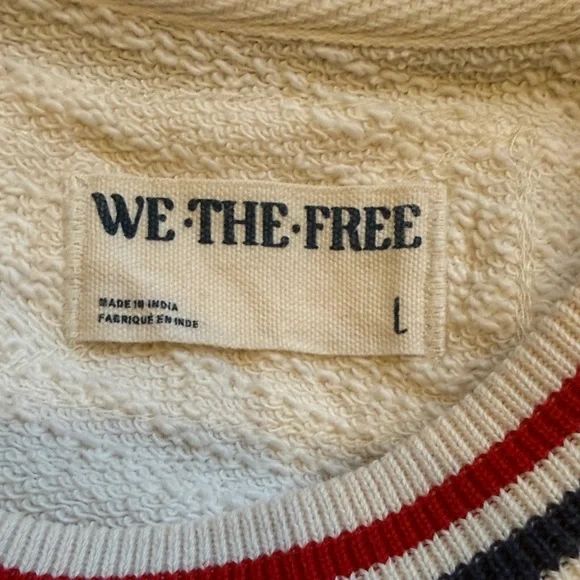 WE·THE·FREE
MADE IN INDIA
FABRIQUÉ EN INDE
L